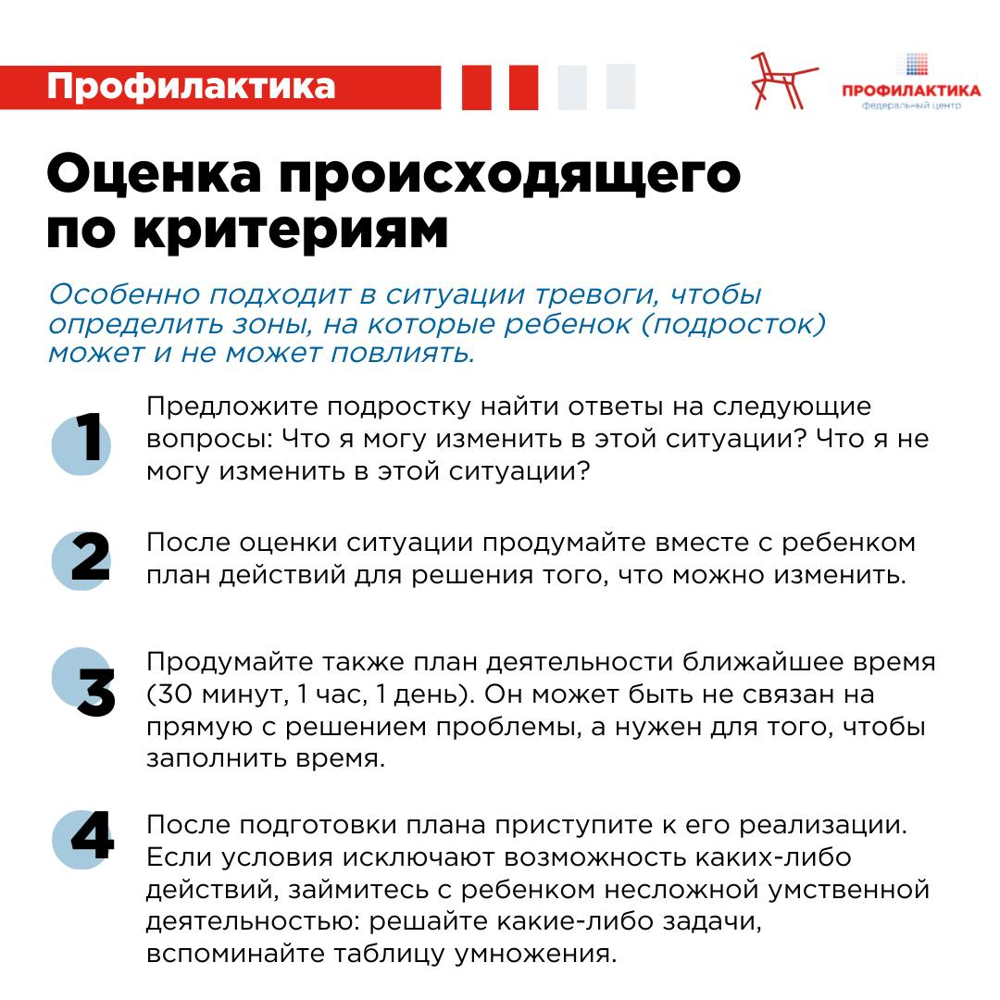 Профилактика
ПРОФИЛАКТИКА
федеральный центр
Оценка происходящего
по критериям
Особенно подходит в ситуации тревоги, чтобы
определить зоны, на которые ребенок (подросток)
может и не может повлиять.
1
Предложите подростку найти ответы на следующие
вопросы: Что я могу изменить в этой ситуации? Что я не
могу изменить в этой ситуации?
2
После оценки ситуации продумайте вместе с ребенком
план действий для решения того, что можно изменить.
3
Продумайте также план деятельности ближайшее время
(30 минут, 1 час, 1 день). Он может быть не связан на
прямую с решением проблемы, а нужен для того, чтобы
заполнить время.
4
После подготовки плана приступите к его реализации.
Если условия исключают возможность каких-либо
действий, займитесь с ребенком несложной умственной
деятельностью: решайте какие-либо задачи,
вспоминайте таблицу умножения.